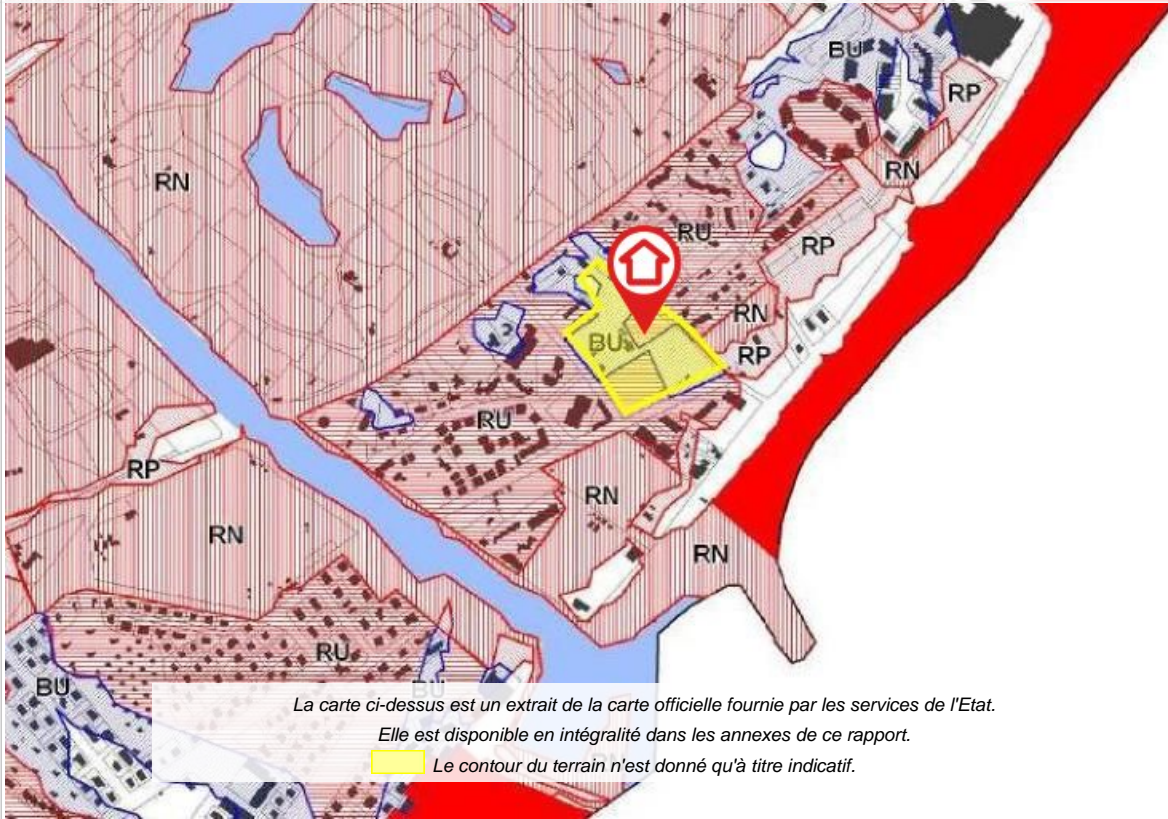 BU
RP
RN
RN
RU
RP
RN
BU
RP
RU
RP
RN
RN
RN
RU
BU
BU
La carte ci-dessus est un extrait de la carte officielle fournie par les services de l'Etat.
Elle est disponible en intégralité dans les annexes de ce rapport.
Le contour du terrain n'est donné qu'à titre indicatif.